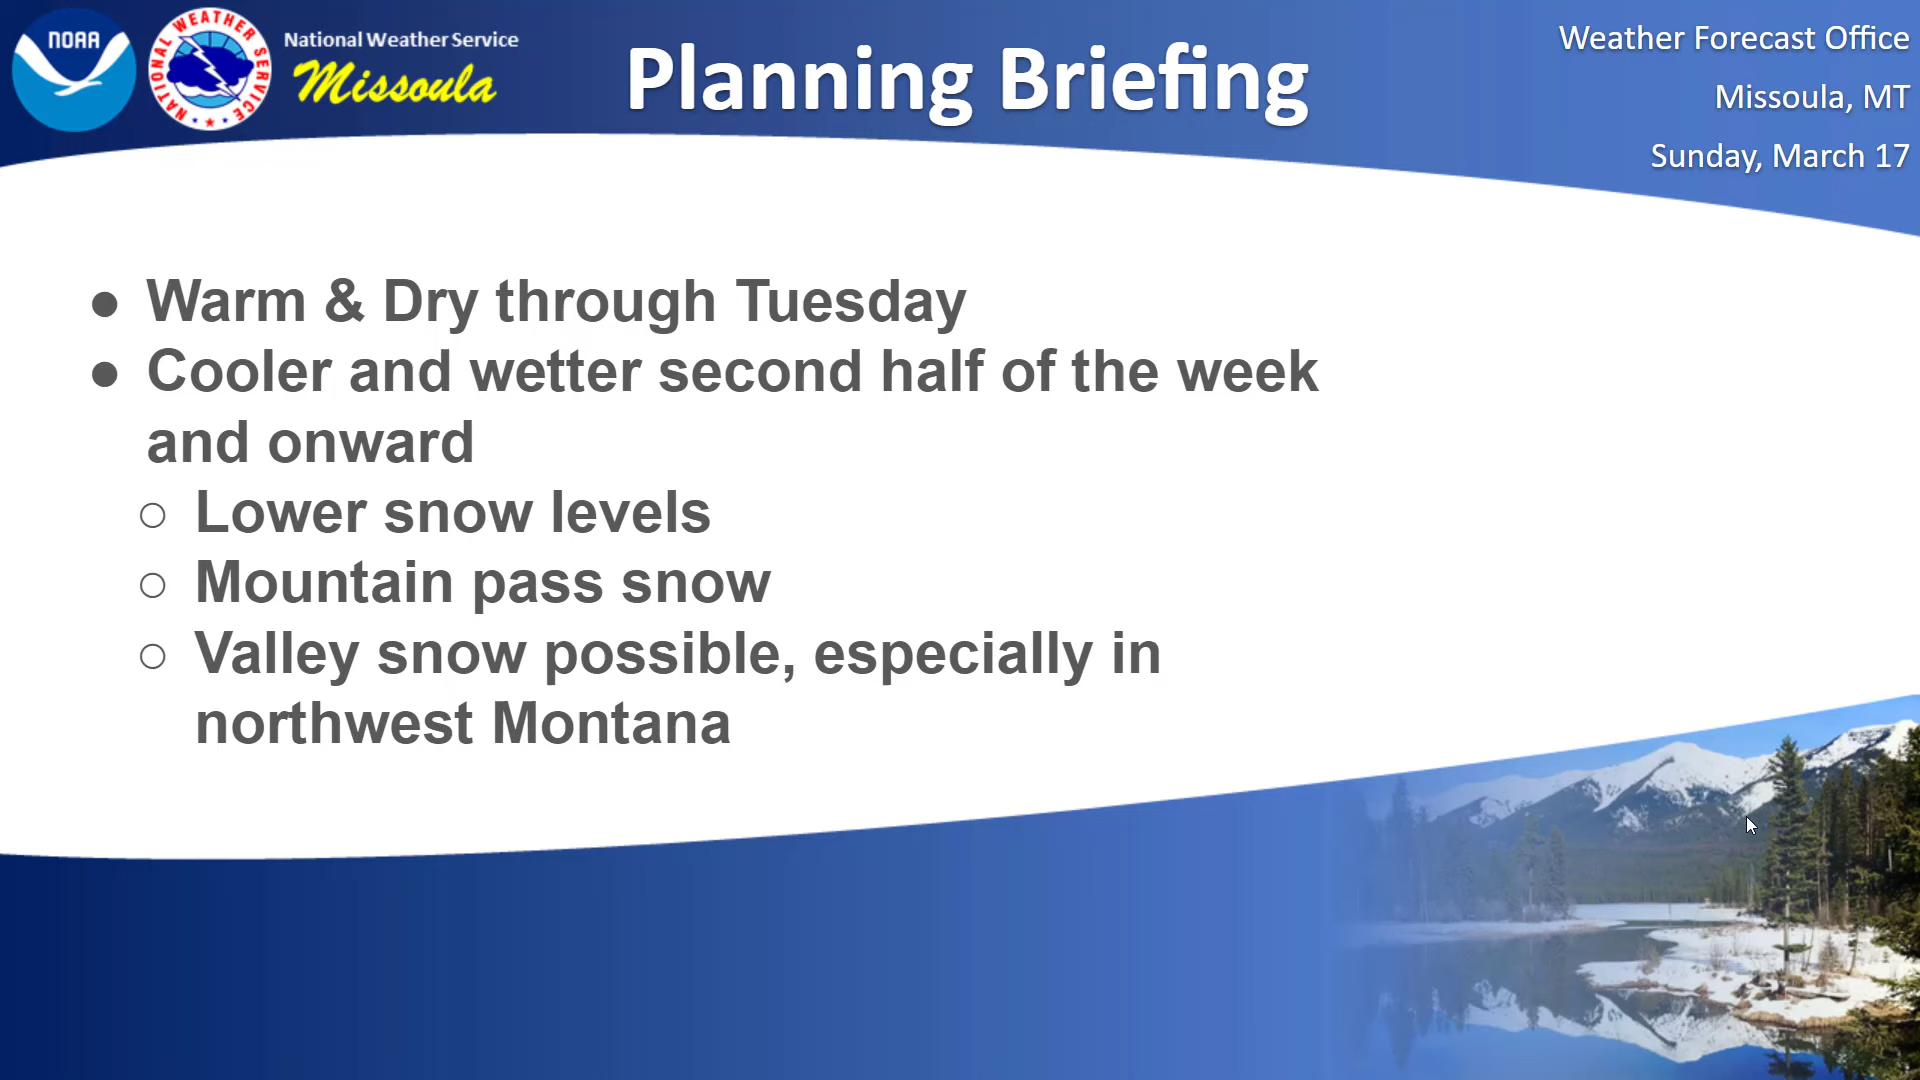 NOAA
NATIONAL WEATHER SERVICE
National Weather Service
Missoula
Planning Briefing
Weather Forecast Office
Missoula, MT
Sunday, March 17
● Warm & Dry through Tuesday
● Cooler and wetter second half of the week
and onward
○ Lower snow levels
○ Mountain pass snow
○ Valley snow possible, especially in
northwest Montana